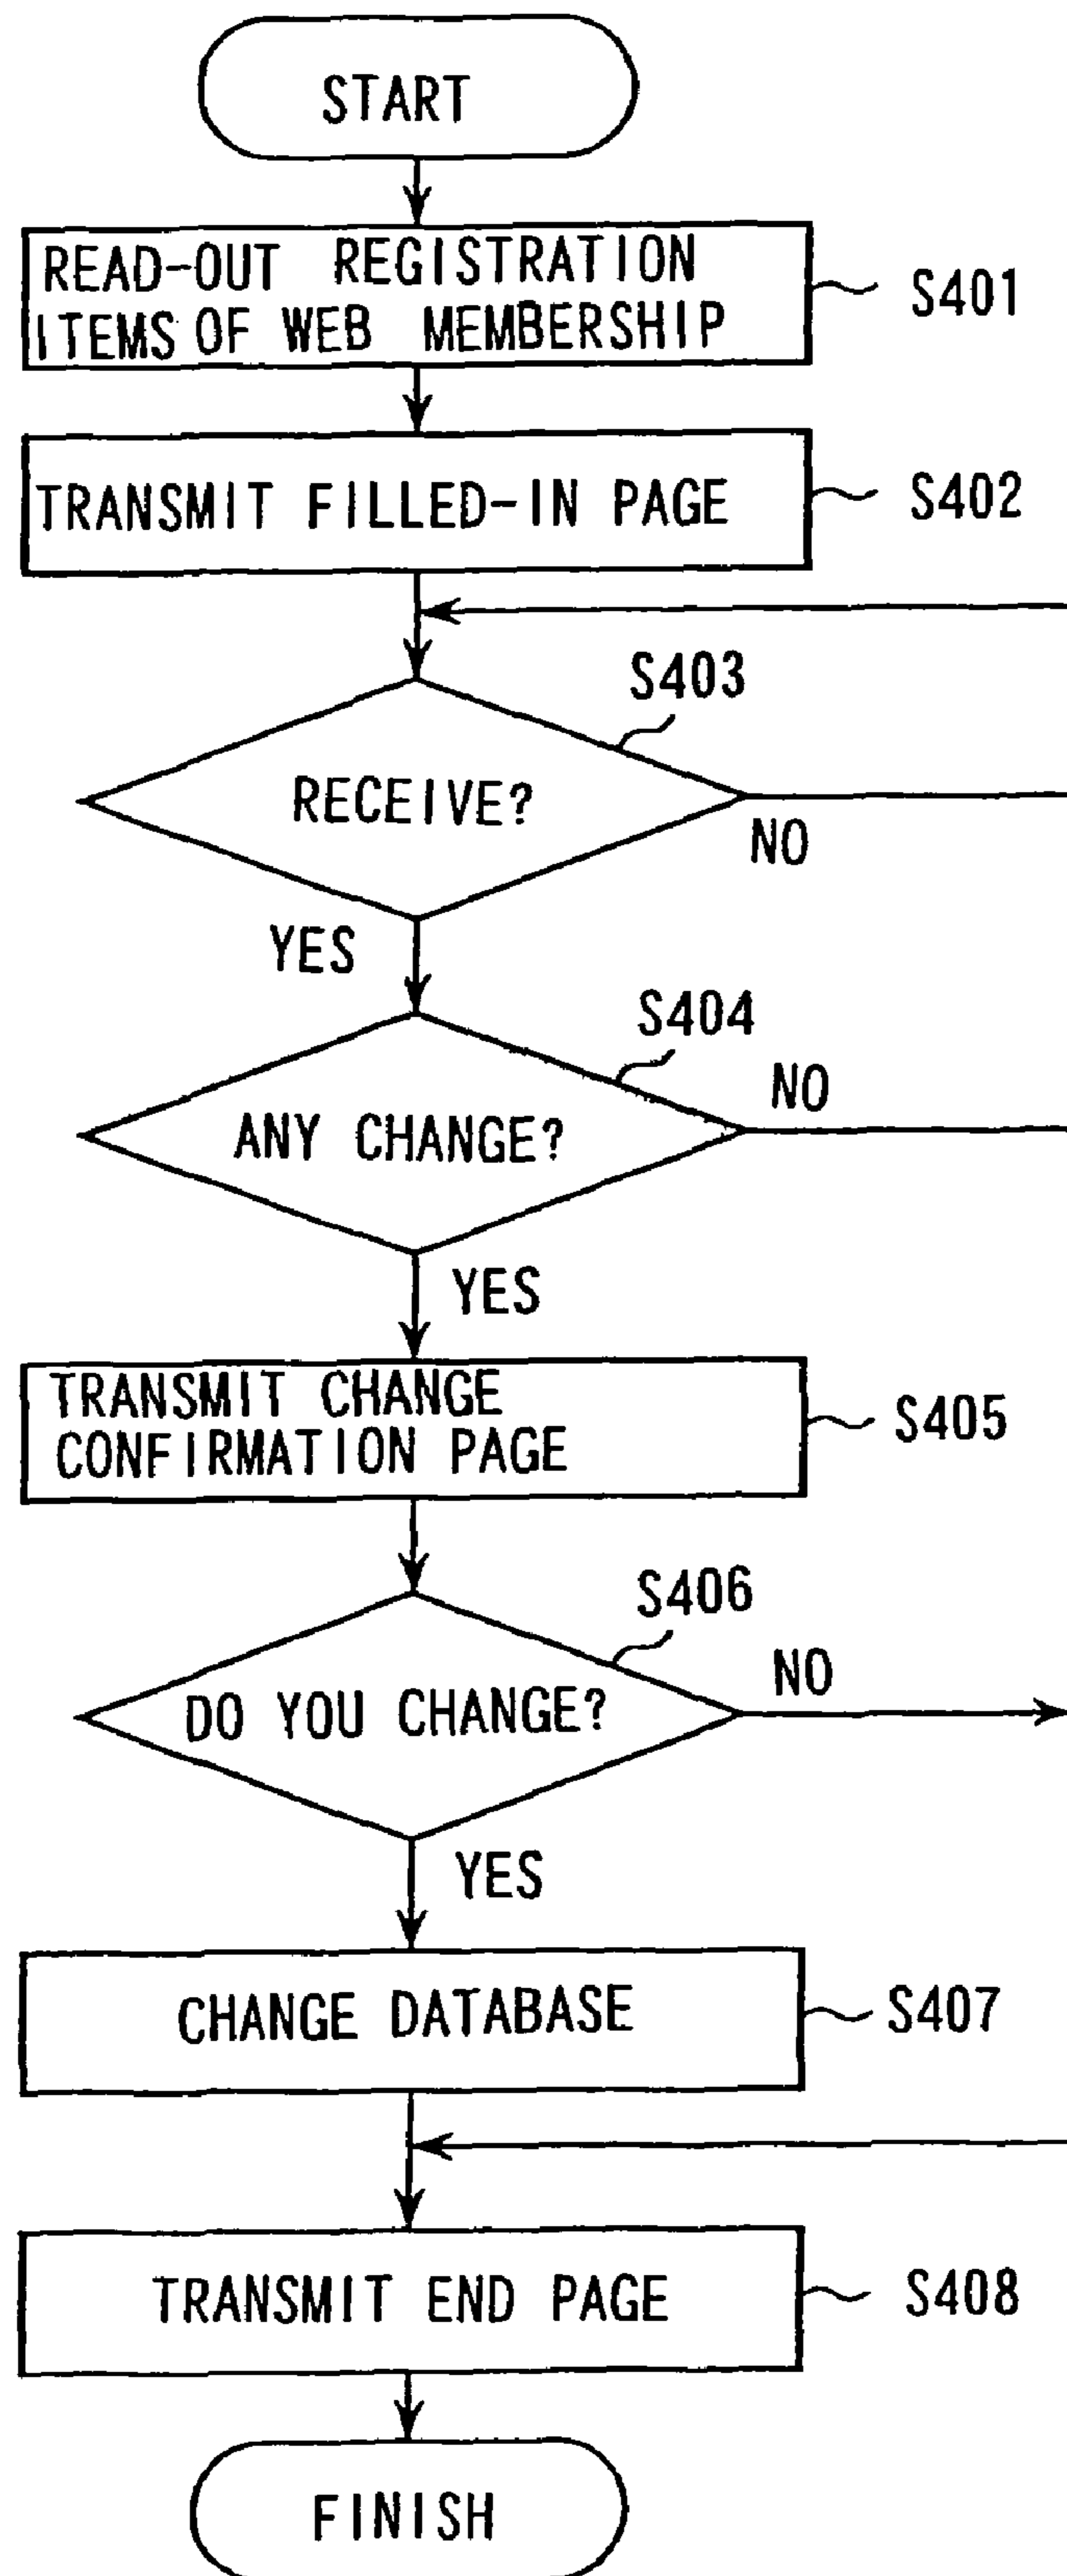 START
READ-OUT REGISTRATION
ITEMS OF WEB MEMBERSHIP
S401
TRANSMIT FILLED-IN PAGE
S402
S403
RECEIVE?
NO
YES
S404
NO
ANY CHANGE?
YES
TRANSMIT CHANGE
CONFIRMATION PAGE
S405
S406
NO
DO YOU CHANGE?
YES
CHANGE DATABASE
S407
TRANSMIT END PAGE
S408
FINISH